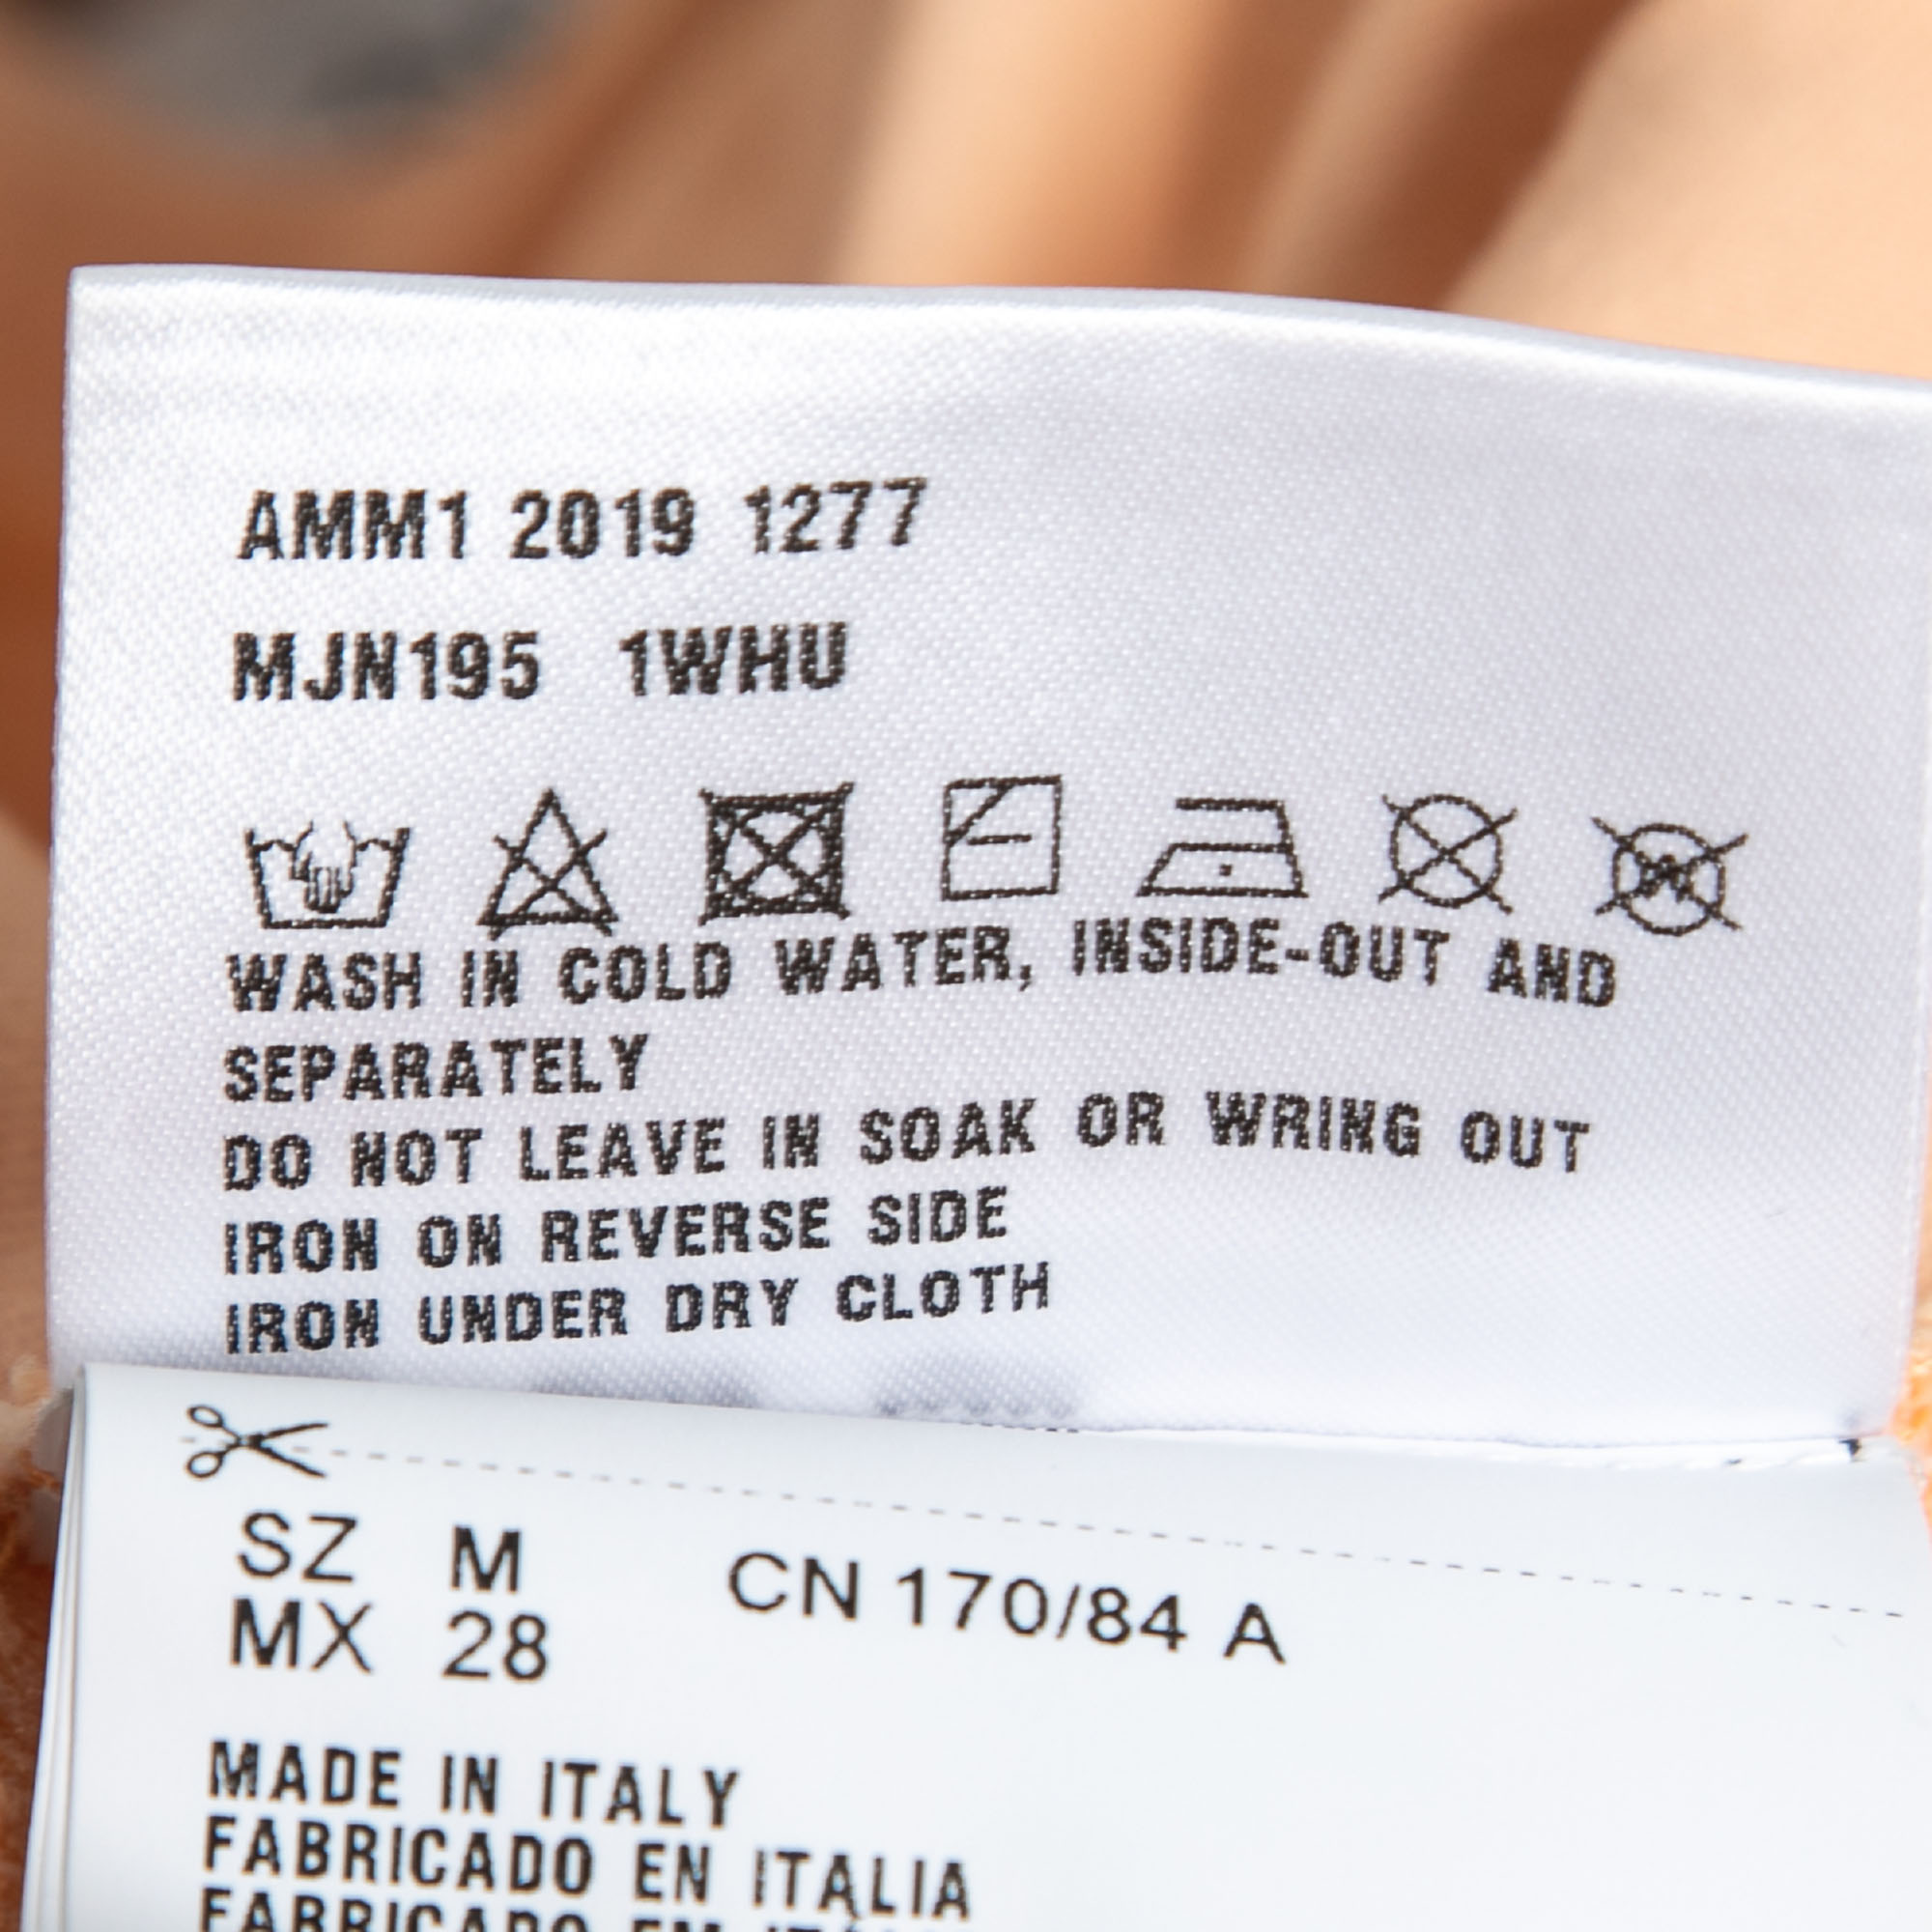 AMM1 2019 1277
MJN195 1WHU
WASH IN COLD WATER, INSIDE-OUT AND
SEPARATELY
DO NOT LEAVE IN SOAK OR WRING OUT
IRON ON REVERSE SIDE
IRON UNDER DRY CLOTH
SZ M CN 170/84 A
MX 28
MADE IN ITALY
FABRICADO EN ITALIA
FABRICADO EM